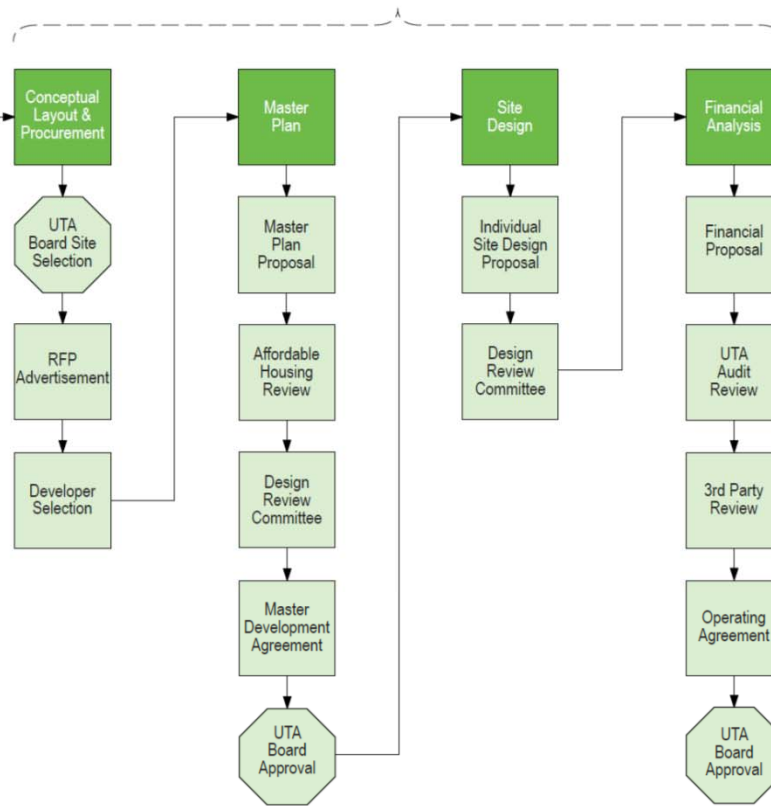 Conceptual
Layout &
Procurement
UTA
Board Site
Selection
RFP
Advertisement
Developer
Selection
Master
Plan
Master
Plan
Proposal
Affordable
Housing
Review
Design
Review
Committee
Master
Development
Agreement
UTA
Board
Approval
Site
Design
Individual
Site Design
Proposal
Design
Review
Committee
Financial
Analysis
Financial
Proposal
UTA
Audit
Review
3rd Party
Review
Operating
Agreement
UTA
Board
Approval